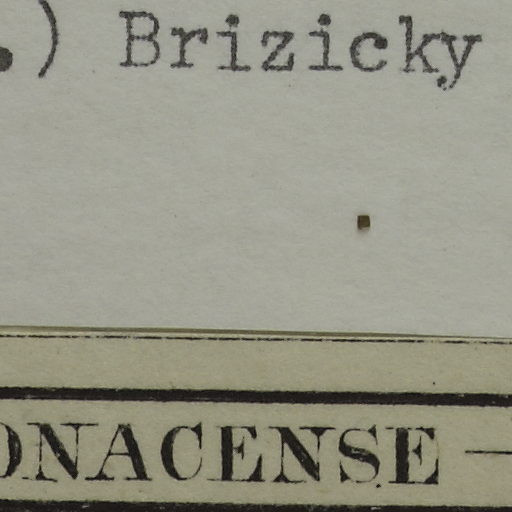 .) Brizicky
ONACENSE —